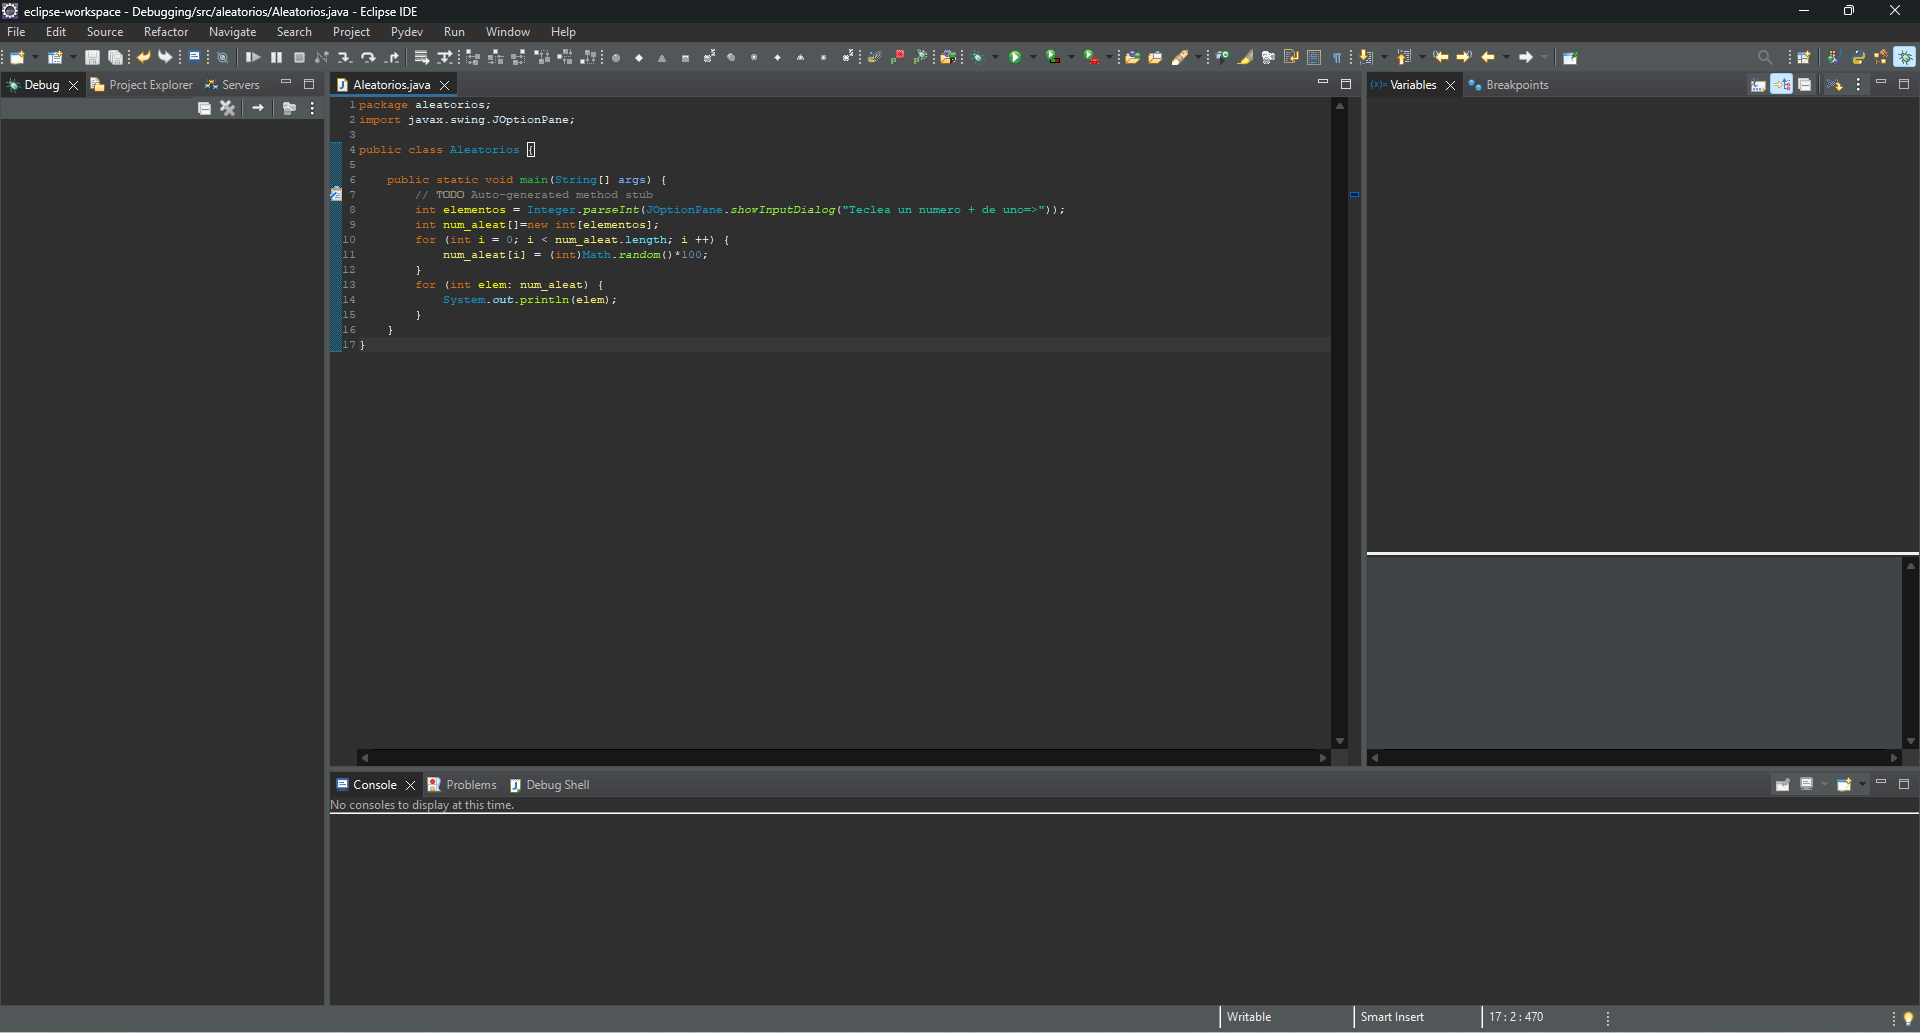 eclipse-workspace - Debugging/src/aleatorios/Aleatorios.java - Eclipse IDE
File Edit Source Refactor Navigate Search Project Pydev Run Window Help
Debug Project Explorer Servers
Aleatorios.java
(x)= Variables Breakpoints
1 package aleatorios;
2 import javax.swing.JOptionPane;
3
4 public class Aleatorios {
5
6 public static void main(String[] args) {
7 // TODO Auto-generated method stub
8 int elementos = Integer.parseInt(JOptionPane.showInputDialog("Teclea un numero + de uno=>"));
9 int num_aleat[]=new int[elementos];
10 for (int i = 0; i < num_aleat.length; i ++) {
11 num_aleat[i] = (int)Math.random()*100;
12 }
13 for (int elem: num_aleat) {
14 System.out.println(elem);
15 }
16 }
17 }
Console Problems Debug Shell
No consoles to display at this time.
Writable Smart Insert 17 : 2 : 470